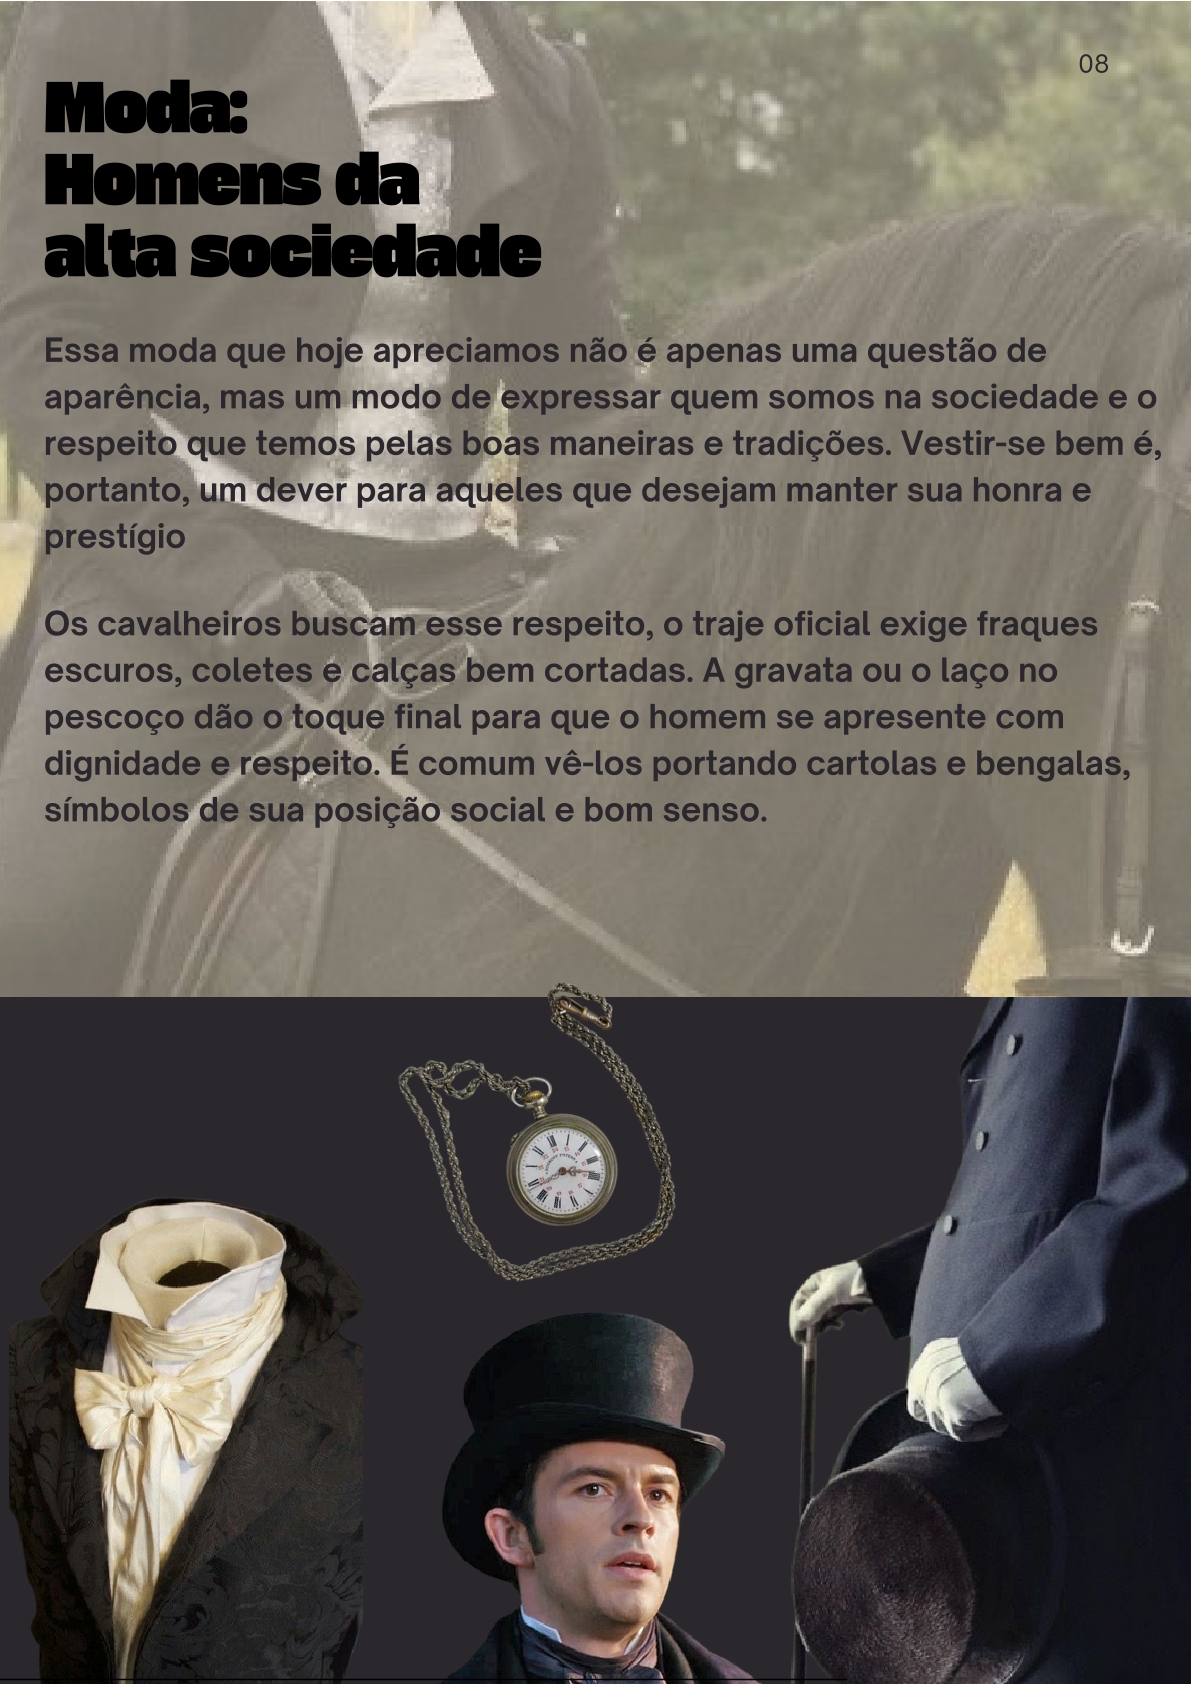 08
Moda:
Homens da
alta sociedade
Essa moda que hoje apreciamos não é apenas uma questão de
aparência, mas um modo de expressar quem somos na sociedade e o
respeito que temos pelas boas maneiras e tradições. Vestir-se bem é,
portanto, um dever para aqueles que desejam manter sua honra e
prestígio
Os cavalheiros buscam esse respeito, o traje oficial exige fraques
escuros, coletes e calças bem cortadas. A gravata ou o laço no
pescoço dão o toque final para que o homem se apresente com
dignidade e respeito. É comum vê-los portando cartolas e bengalas,
símbolos de sua posição social e bom senso.